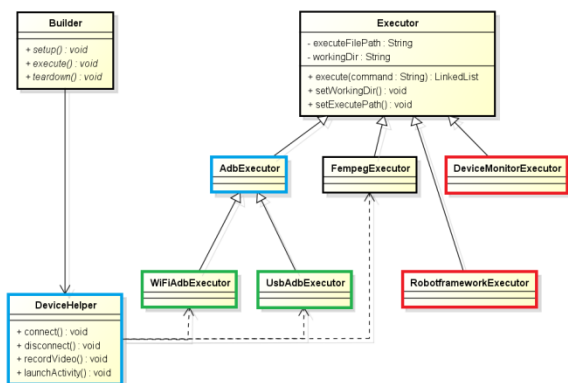 Builder
+ setup() : void
+ execute() : void
+ teardown() : void
Executor
- executeFilePath : String
- workingDir : String
+ execute(command : String) : LinkedList
+ setWorkingDir() : void
+ setExecutePath() : void
AdbExecutor
FempegExecutor
DeviceMonitorExecutor
WiFiAdbExecutor
UsbAdbExecutor
RobotframeworkExecutor
DeviceHelper
+ connect() : void
+ disconnect() : void
+ recordVideo() : void
+ launchActivity() : void